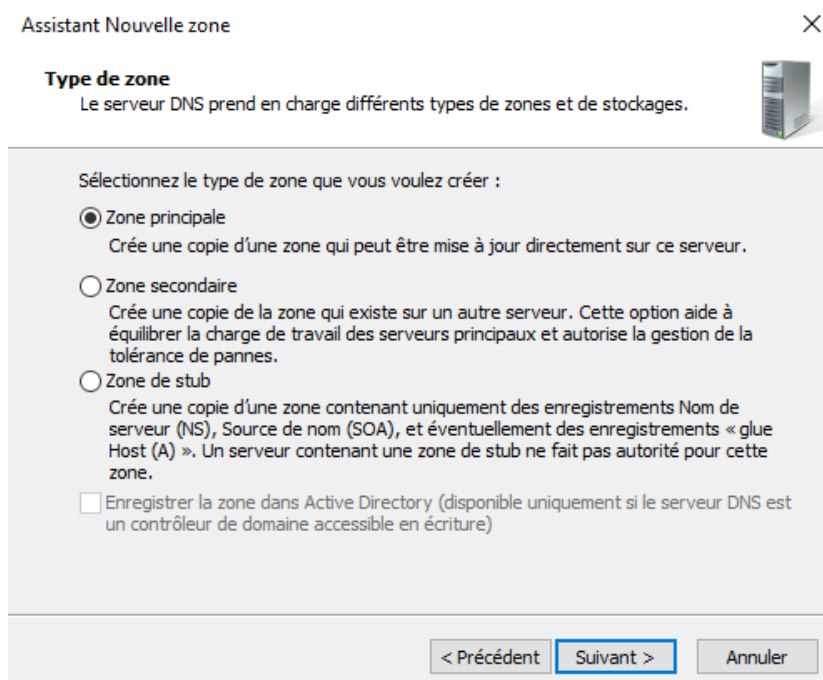 Assistant Nouvelle zone
Type de zone
Le serveur DNS prend en charge différents types de zones et de stockages.
Sélectionnez le type de zone que vous voulez créer :
Zone principale
Crée une copie d'une zone qui peut être mise à jour directement sur ce serveur.
Zone secondaire
Crée une copie de la zone qui existe sur un autre serveur. Cette option aide à
équilibrer la charge de travail des serveurs principaux et autorise la gestion de la
tolérance de pannes.
Zone de stub
Crée une copie d'une zone contenant uniquement des enregistrements Nom de
serveur (NS), Source de nom (SOA), et éventuellement des enregistrements « glue
Host (A) ». Un serveur contenant une zone de stub ne fait pas autorité pour cette
zone.
Enregistrer la zone dans Active Directory (disponible uniquement si le serveur DNS est
un contrôleur de domaine accessible en écriture)
< Précédent Suivant > Annuler